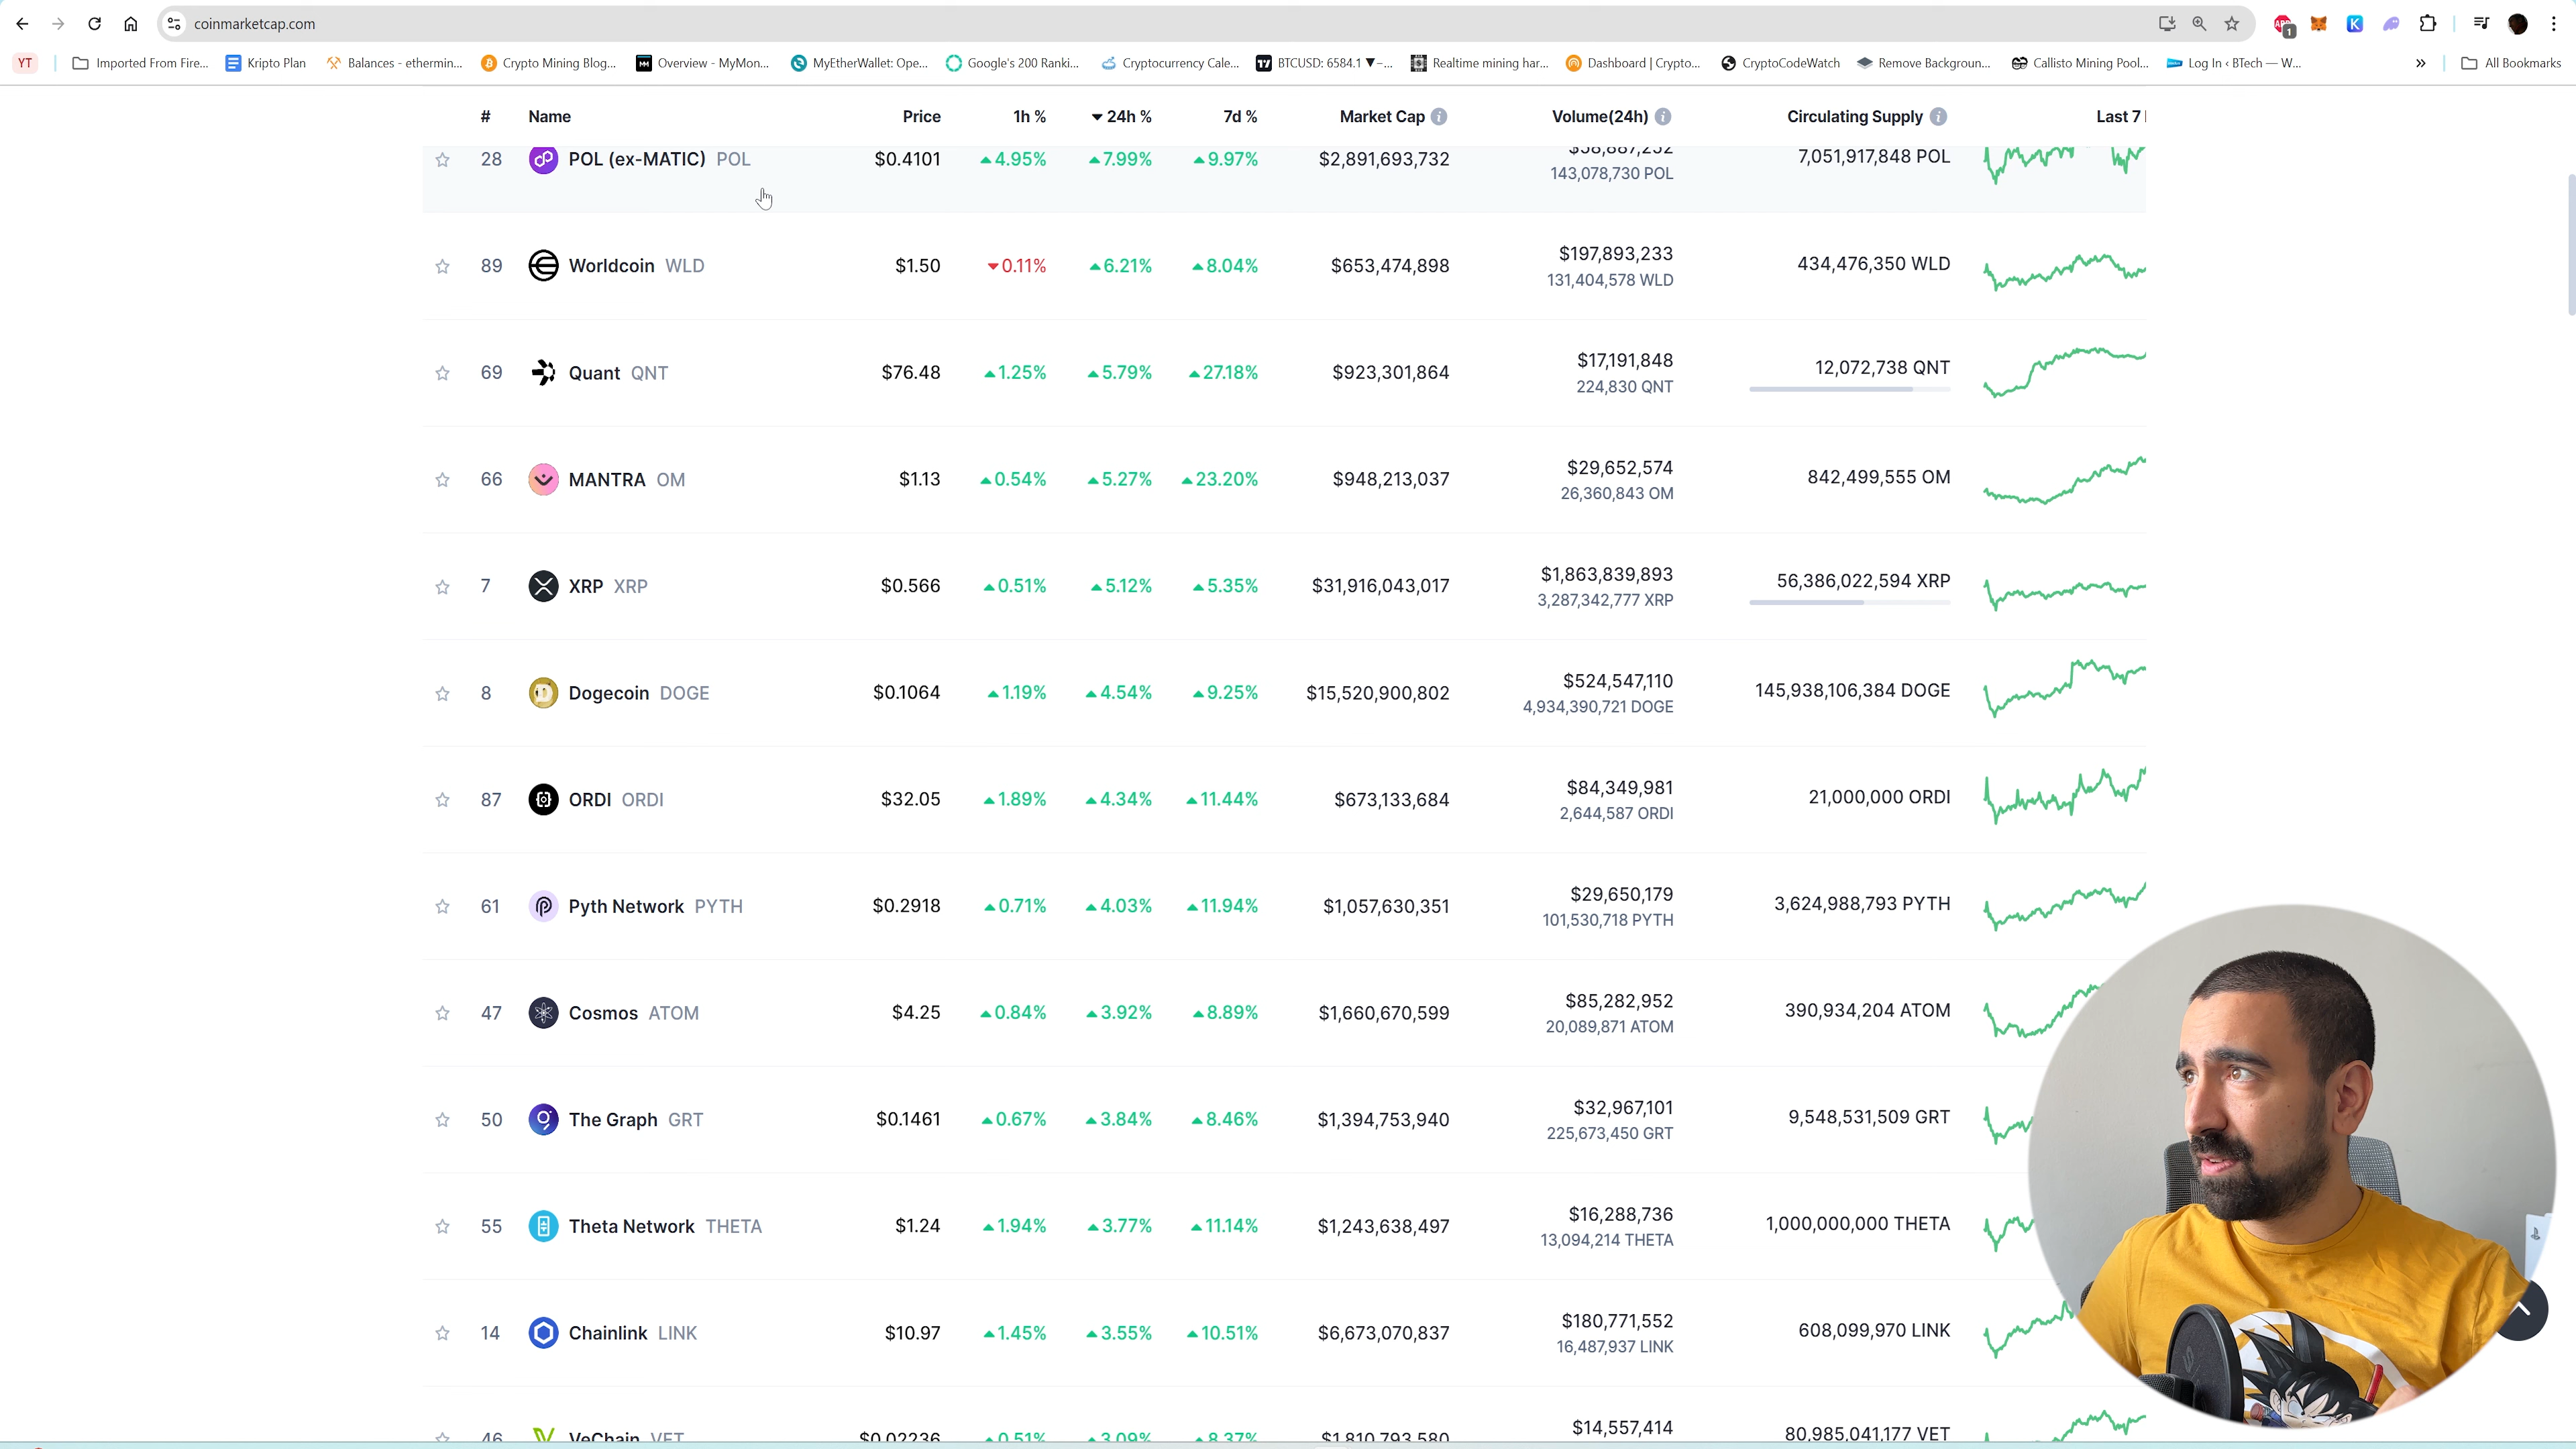 coinmarketcap.com
YT Imported From Fire... Kripto Plan Balances - ethermin... Crypto Mining Blog... Overview - MyMon... MyEtherWallet: Ope... Google's 200 Ranki... Cryptocurrency Cale... BTCUSD: 6584.1 ▼−... Realtime mining har... Dashboard | Crypto... CryptoCodeWatch Remove Backgroun... Callisto Mining Pool... Log In ‹ BTech — W... » All Bookmarks
# Name Price 1h % ▼ 24h % 7d % Market Cap Volume(24h) Circulating Supply Last 7
28 POL (ex-MATIC) POL $0.4101 ▲4.95% ▲7.99% ▲9.97% $2,891,693,732 7,051,917,848 POL
143,078,730 POL
89 Worldcoin WLD $1.50 ▼0.11% ▲6.21% ▲8.04% $653,474,898 $197,893,233 434,476,350 WLD
131,404,578 WLD
69 Quant QNT $76.48 ▲1.25% ▲5.79% ▲27.18% $923,301,864 $17,191,848 12,072,738 QNT
224,830 QNT
66 MANTRA OM $1.13 ▲0.54% ▲5.27% ▲23.20% $948,213,037 $29,652,574 842,499,555 OM
26,360,843 OM
7 XRP XRP $0.566 ▲0.51% ▲5.12% ▲5.35% $31,916,043,017 $1,863,839,893 56,386,022,594 XRP
3,287,342,777 XRP
8 Dogecoin DOGE $0.1064 ▲1.19% ▲4.54% ▲9.25% $15,520,900,802 $524,547,110 145,938,106,384 DOGE
4,934,390,721 DOGE
87 ORDI ORDI $32.05 ▲1.89% ▲4.34% ▲11.44% $673,133,684 $84,349,981 21,000,000 ORDI
2,644,587 ORDI
61 Pyth Network PYTH $0.2918 ▲0.71% ▲4.03% ▲11.94% $1,057,630,351 $29,650,179 3,624,988,793 PYTH
101,530,718 PYTH
47 Cosmos ATOM $4.25 ▲0.84% ▲3.92% ▲8.89% $1,660,670,599 $85,282,952 390,934,204 ATOM
20,089,871 ATOM
50 The Graph GRT $0.1461 ▲0.67% ▲3.84% ▲8.46% $1,394,753,940 $32,967,101 9,548,531,509 GRT
225,673,450 GRT
55 Theta Network THETA $1.24 ▲1.94% ▲3.77% ▲11.14% $1,243,638,497 $16,288,736 1,000,000,000 THETA
13,094,214 THETA
14 Chainlink LINK $10.97 ▲1.45% ▲3.55% ▲10.51% $6,673,070,837 $180,771,552 608,099,970 LINK
16,487,937 LINK
46 VeChain VET $0.02236 ▲0.51% ▲3.09% ▲8.37% $1,810,793,580 $14,557,414 80,985,041,177 VET